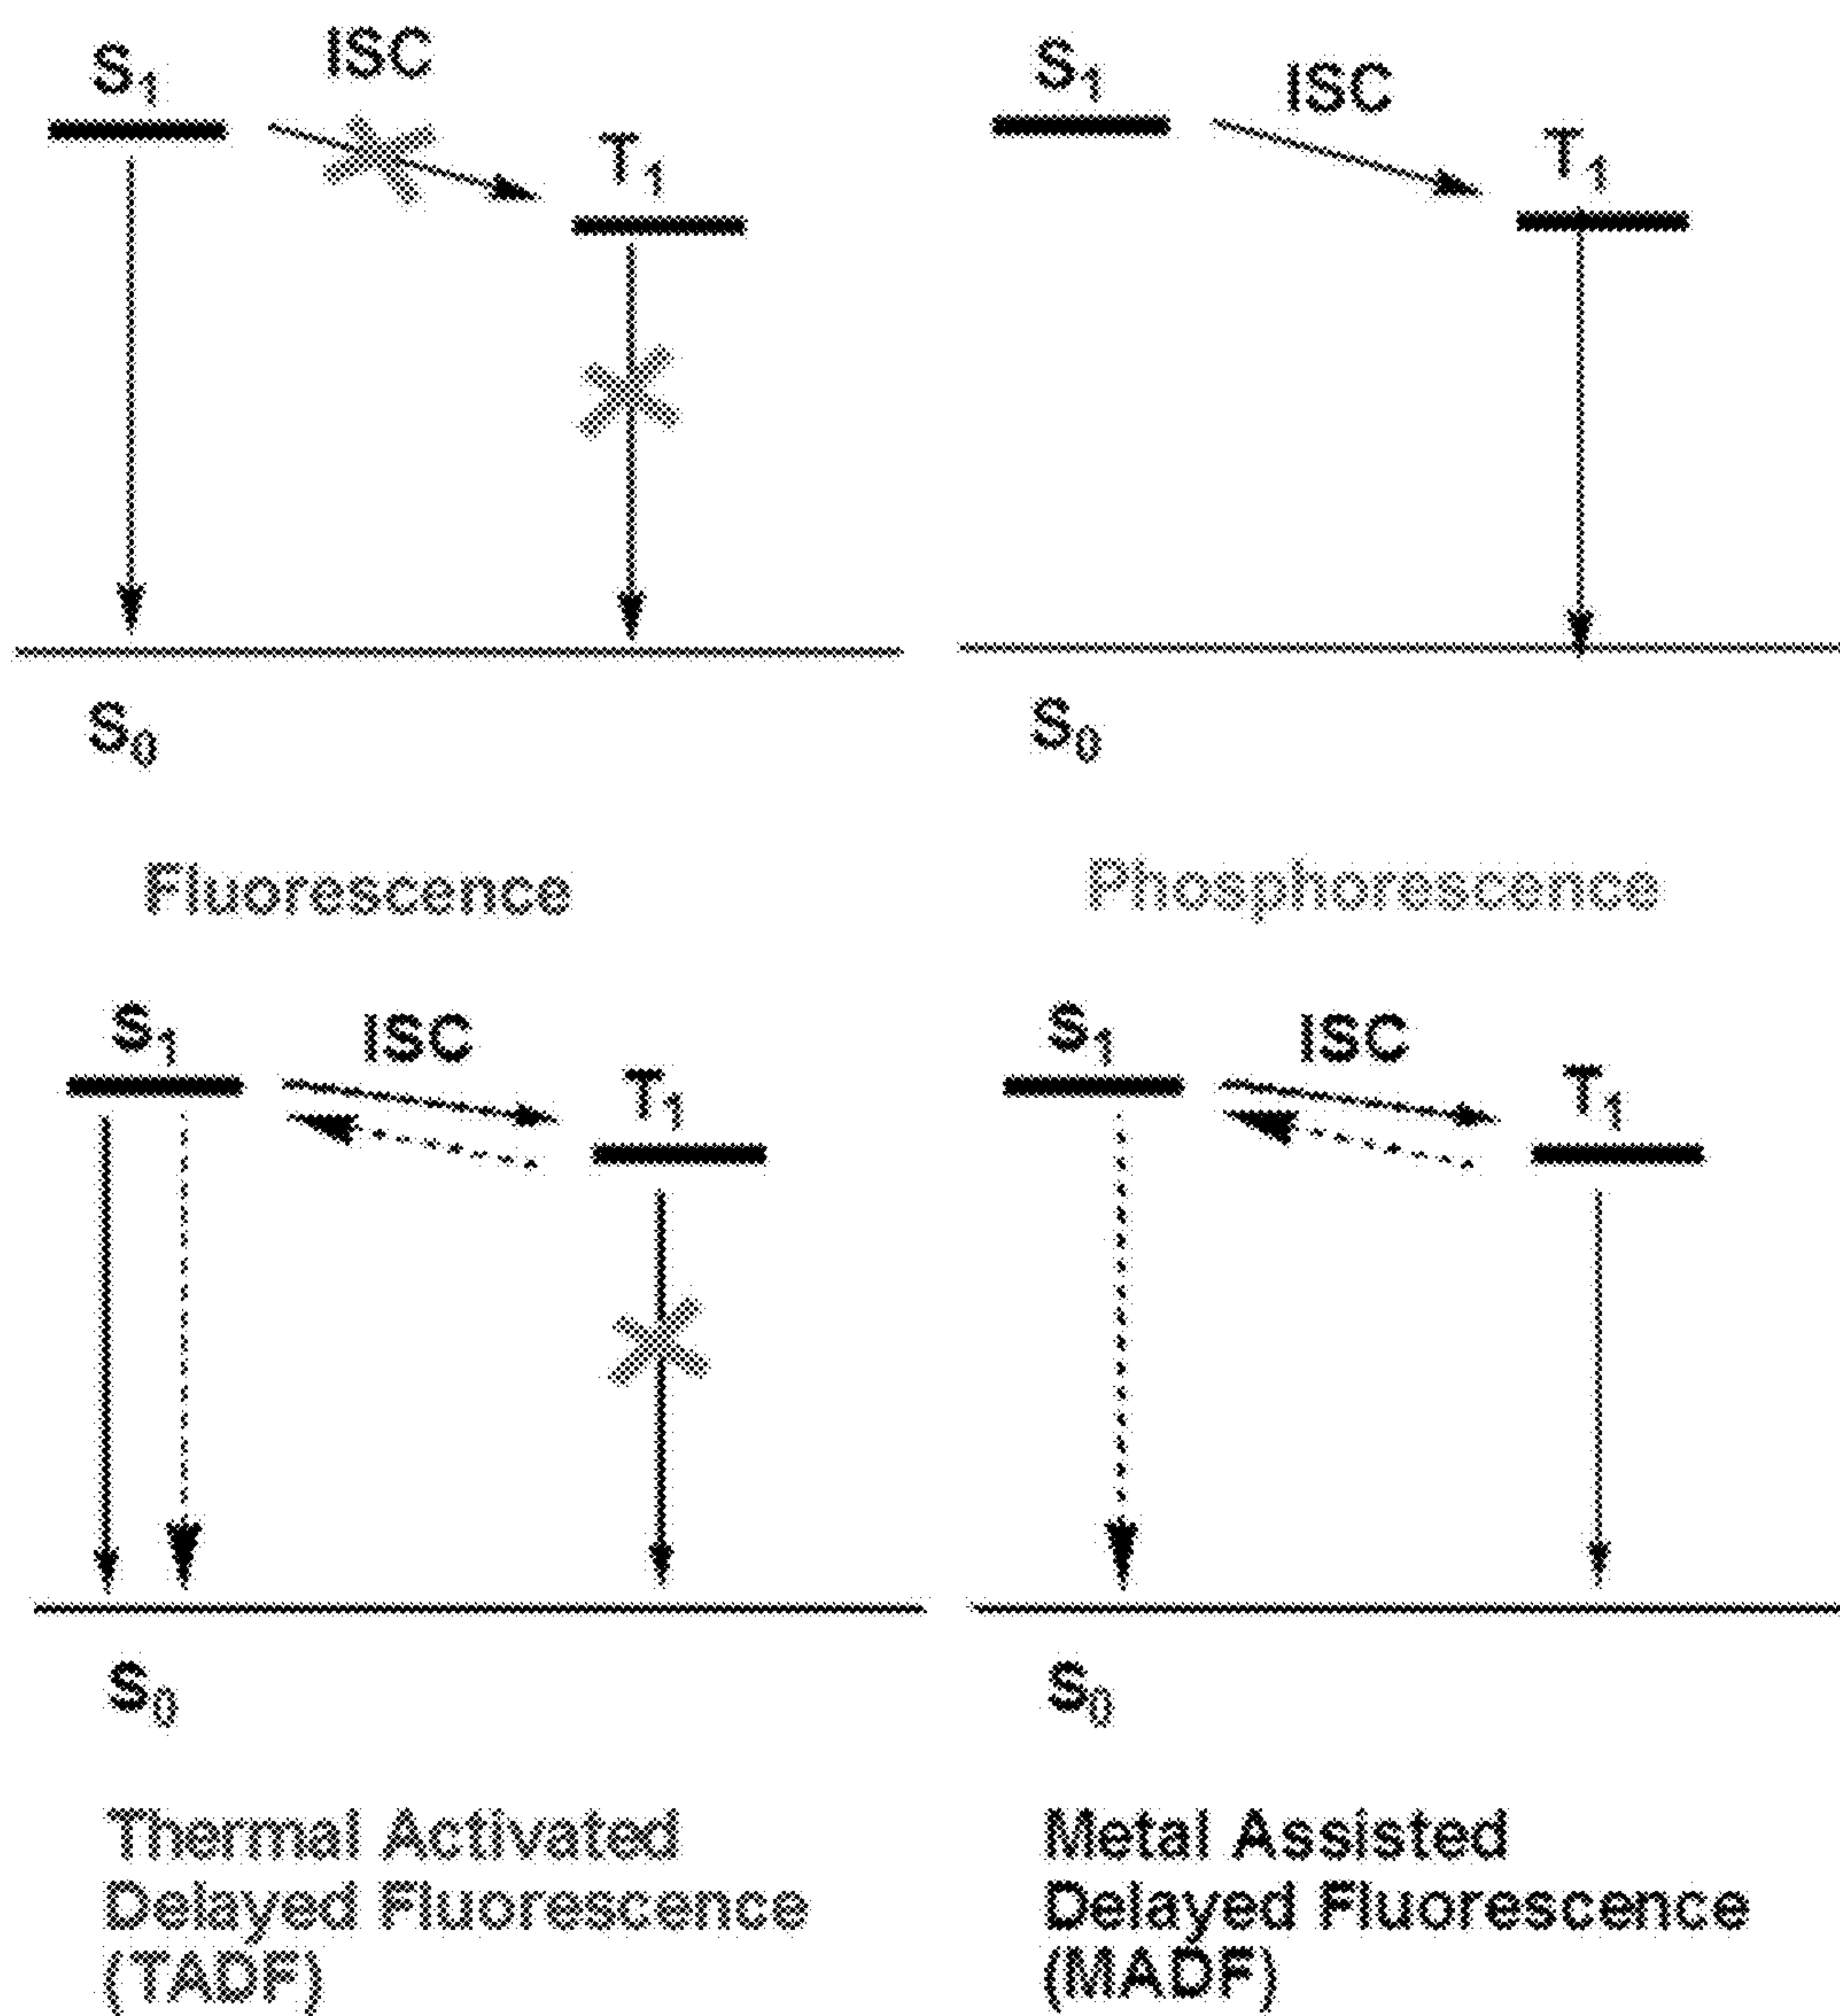 S₁ ISC T₁
S₀
Fluorescence
S₁ ISC T₁
S₀
Phosphorescence
S₁ ISC T₁
S₀
Thermal Activated
Delayed Fluorescence
(TADF)
S₁ ISC T₁
S₀
Metal Assisted
Delayed Fluorescence
(MADF)